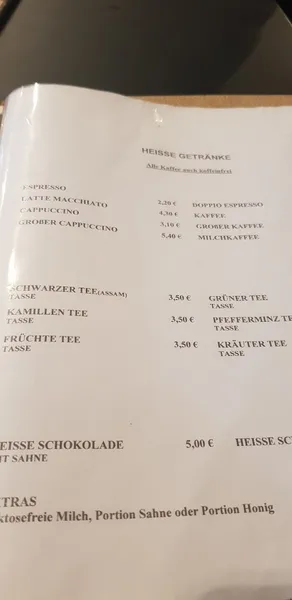 HEISSE GETRÄNKE
Alle Kaffee auch koffeinfrei
ESPRESSO 2,20 € DOPPIO ESPRESSO
LATTE MACCHIATO 4,30 € KAFFEE
CAPPUCCINO 3,10 € GROßER KAFFEE
GROßER CAPPUCCINO 5,40 € MILCHKAFFEE
SCHWARZER TEE(ASSAM) 3,50 € GRÜNER TEE
TASSE TASSE
KAMILLEN TEE 3,50 € PFEFFERMINZ TE
TASSE TASSE
FRÜCHTE TEE 3,50 € KRÄUTER TEE
TASSE TASSE
EISSE SCHOKOLADE 5,00 € HEISSE SC
IT SAHNE
TRAS
ktosefreie Milch, Portion Sahne oder Portion Honig